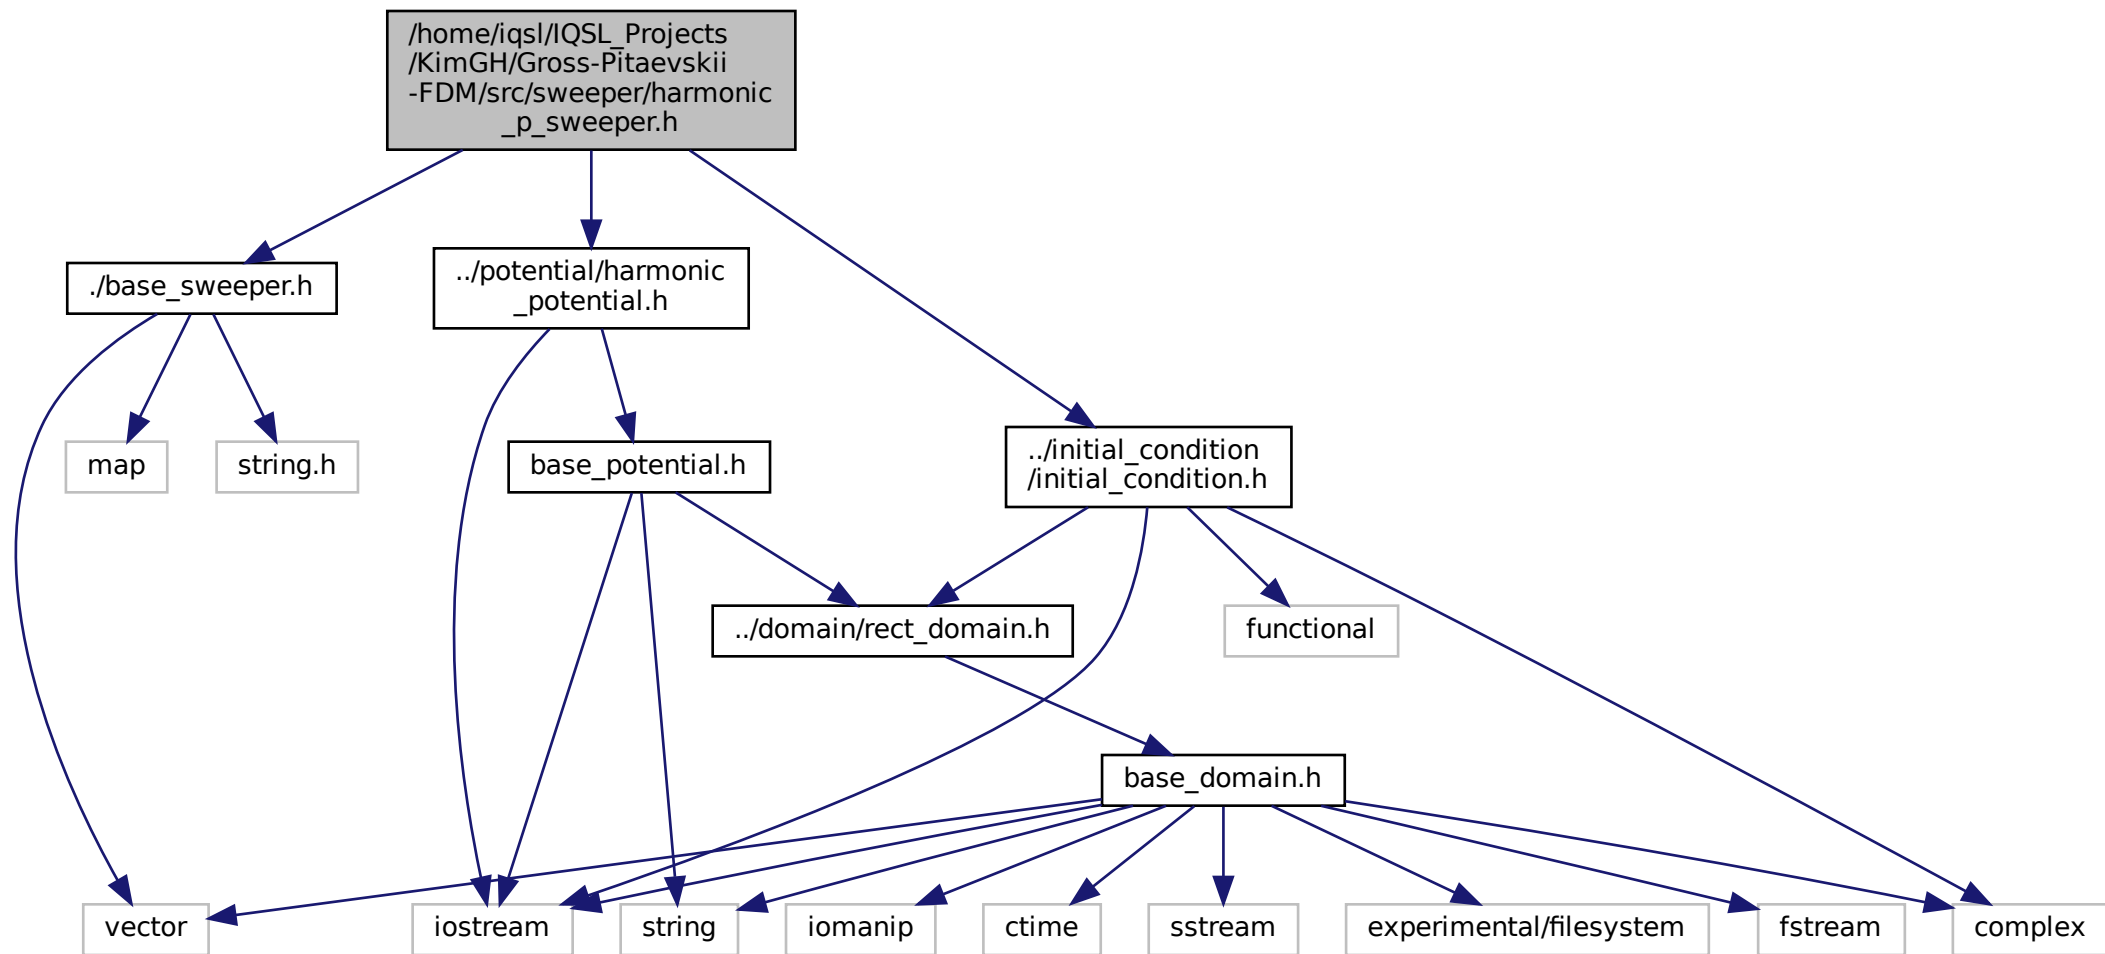 /home/iqsl/IQSL_Projects
/KimGH/Gross-Pitaevskii
-FDM/src/sweeper/harmonic
_p_sweeper.h
./base_sweeper.h
../potential/harmonic
_potential.h
map
string.h
base_potential.h
../initial_condition
/initial_condition.h
../domain/rect_domain.h
functional
base_domain.h
vector
iostream
string
iomanip
ctime
sstream
experimental/filesystem
fstream
complex